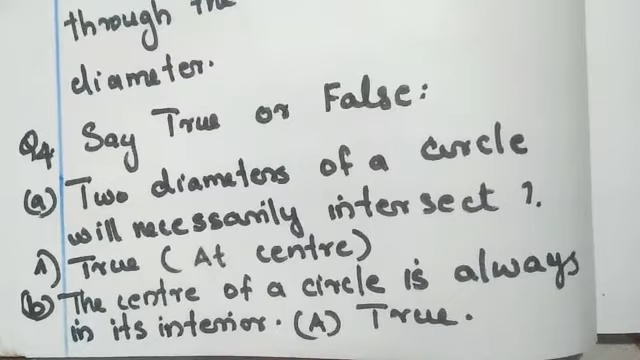 through the
diameter.
Q4 Say True or False:
(a) Two diameters of a circle
will necessarily intersect ?.
A) True ( At centre)
(b) The centre of a circle is always
in its interior. (A) True.